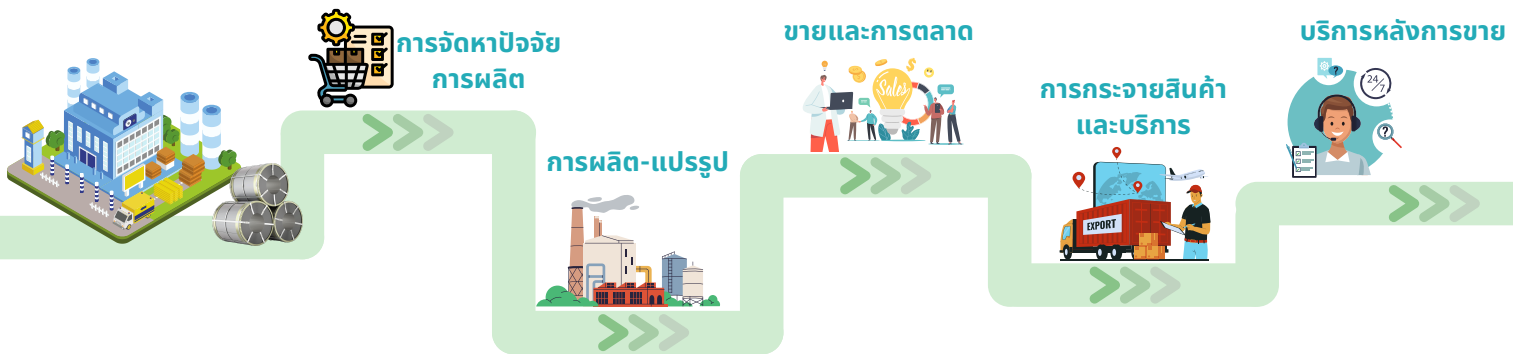 การจัดหาปัจจัย
การผลิต
การผลิต-แปรรูป
ขายและการตลาด
Sales
การกระจายสินค้า
และบริการ
EXPORT
บริการหลังการขาย
24/7